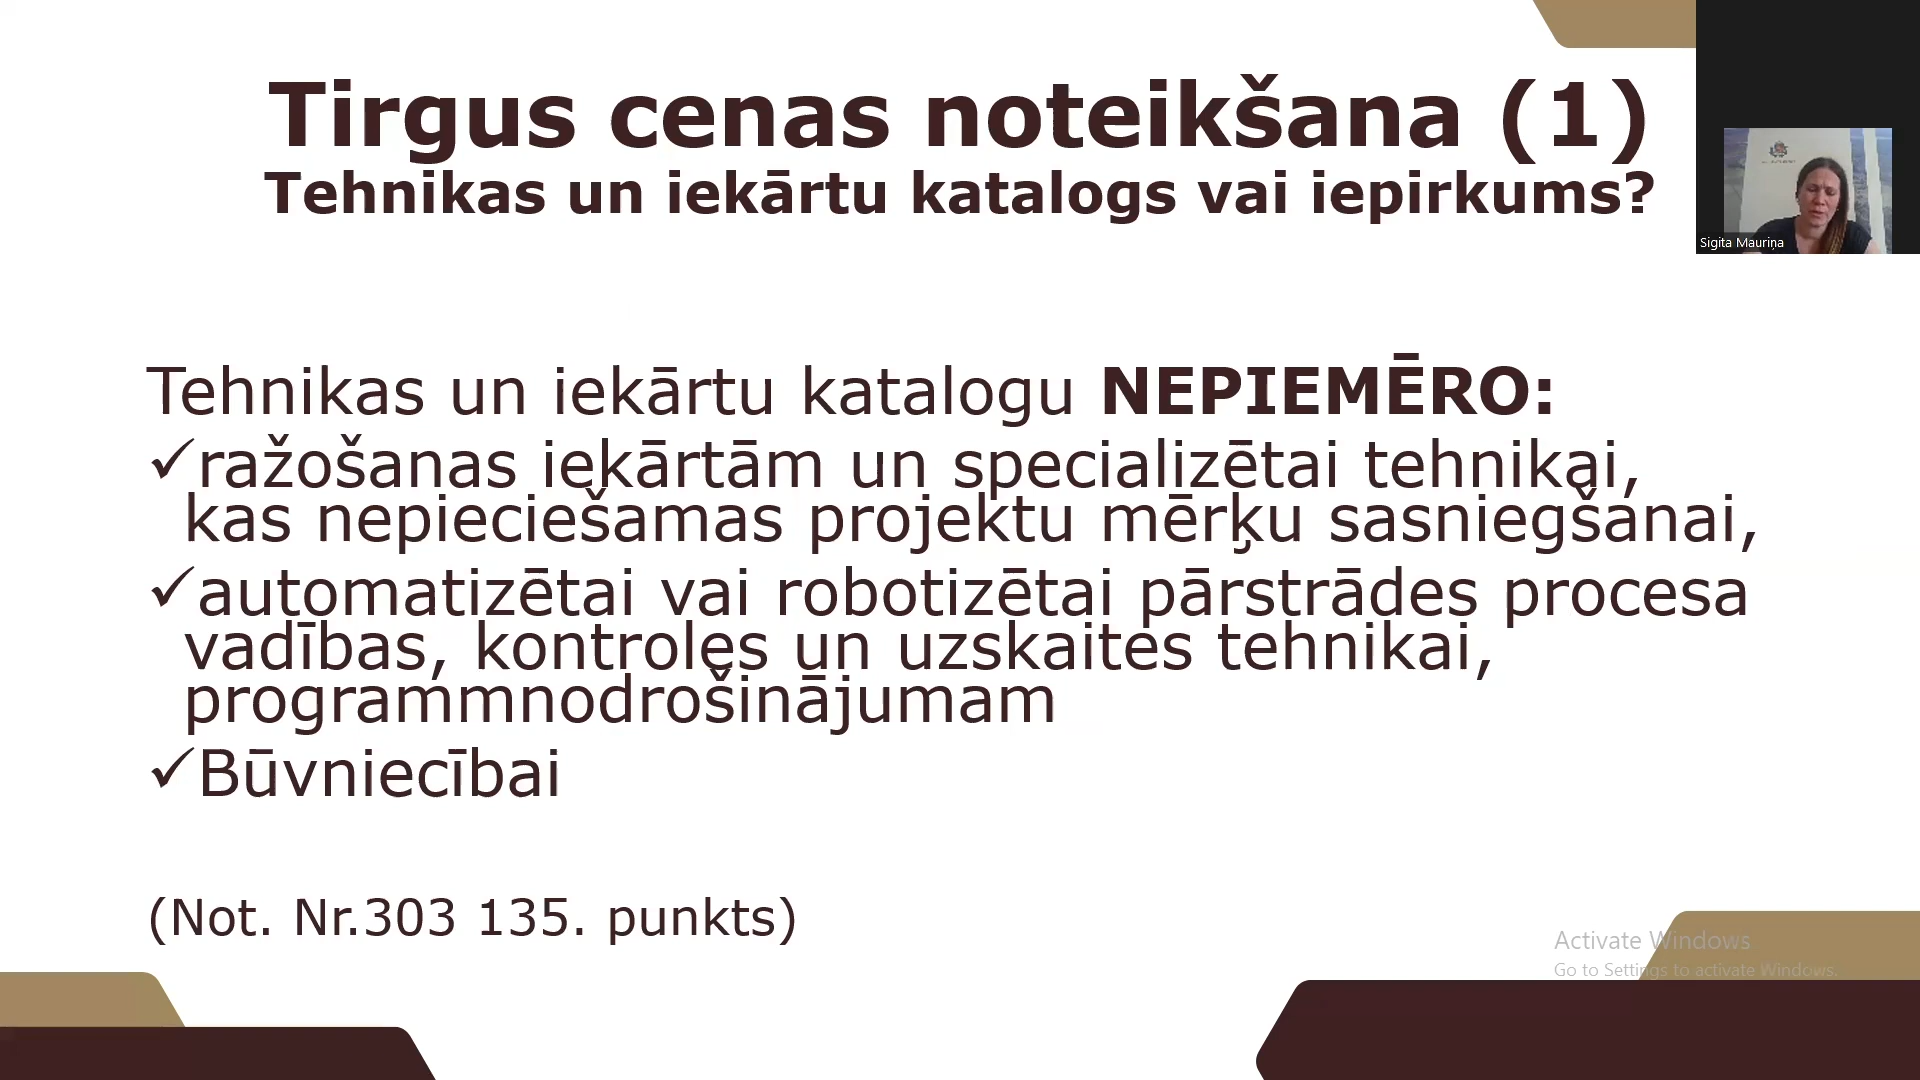 Tirgus cenas noteikšana (1)
Tehnikas un iekārtu katalogs vai iepirkums?
Sigita Mauriņa
Tehnikas un iekārtu katalogu NEPIEMĒRO:
✓ražošanas iekārtām un specializētai tehnikai,
kas nepieciešamas projektu mērķu sasniegšanai,
✓automatizētai vai robotizētai pārstrādes procesa
vadības, kontroles un uzskaites tehnikai,
programmnodrošinājumam
✓Būvniecībai
(Not. Nr.303 135. punkts)
Activate Windows
Go to Settings to activate Windows.